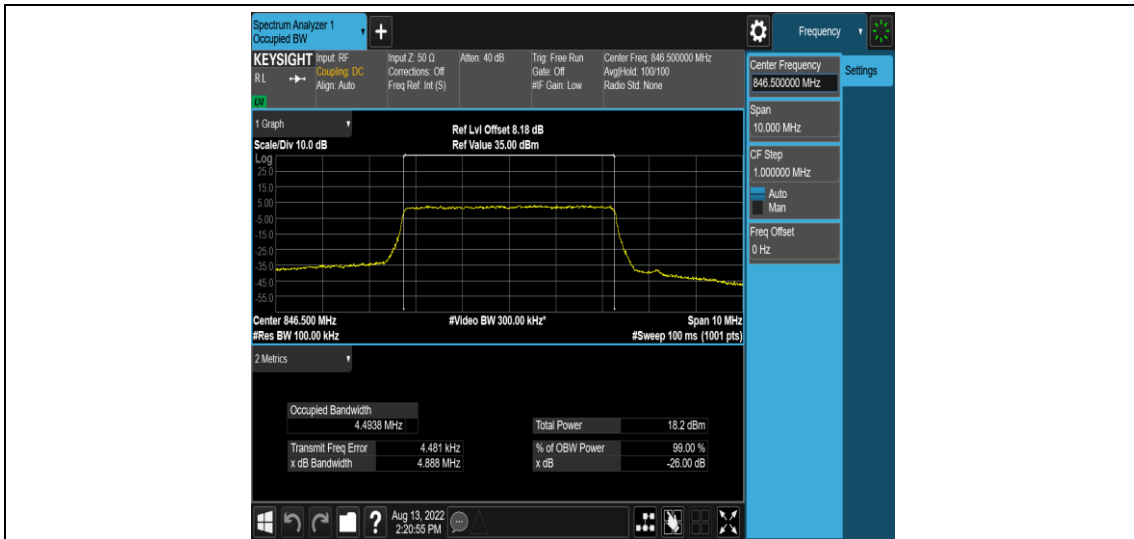 Spectrum Analyzer 1
Occupied BW
+
Frequency
KEYSIGHT
RL
LM
Input: RF
Coupling: DC
Align: Auto
Input Z: 50 Ω
Corrections: Off
Freq Ref: Int (S)
Atten: 40 dB
Trig: Free Run
Gate: Off
#IF Gain: Low
Center Freq: 846.500000 MHz
Avg|Hold: 100/100
Radio Std: None
Center Frequency
846.500000 MHz
Settings
Span
10.000 MHz
CF Step
1.000000 MHz
Auto
Man
Freq Offset
0 Hz
1 Graph
Scale/Div 10.0 dB
Ref Lvl Offset 8.18 dB
Ref Value 35.00 dBm
Log
25.0
15.0
5.00
-5.00
-15.0
-25.0
-35.0
-45.0
-55.0
Center 846.500 MHz
#Res BW 100.00 kHz
#Video BW 300.00 kHz*
Span 10 MHz
#Sweep 100 ms (1001 pts)
2 Metrics
Occupied Bandwidth
4.4938 MHz
Transmit Freq Error 4.481 kHz
x dB Bandwidth 4.888 MHz
Total Power 18.2 dBm
% of OBW Power 99.00 %
x dB -26.00 dB
?
Aug 13, 2022
2:20:55 PM